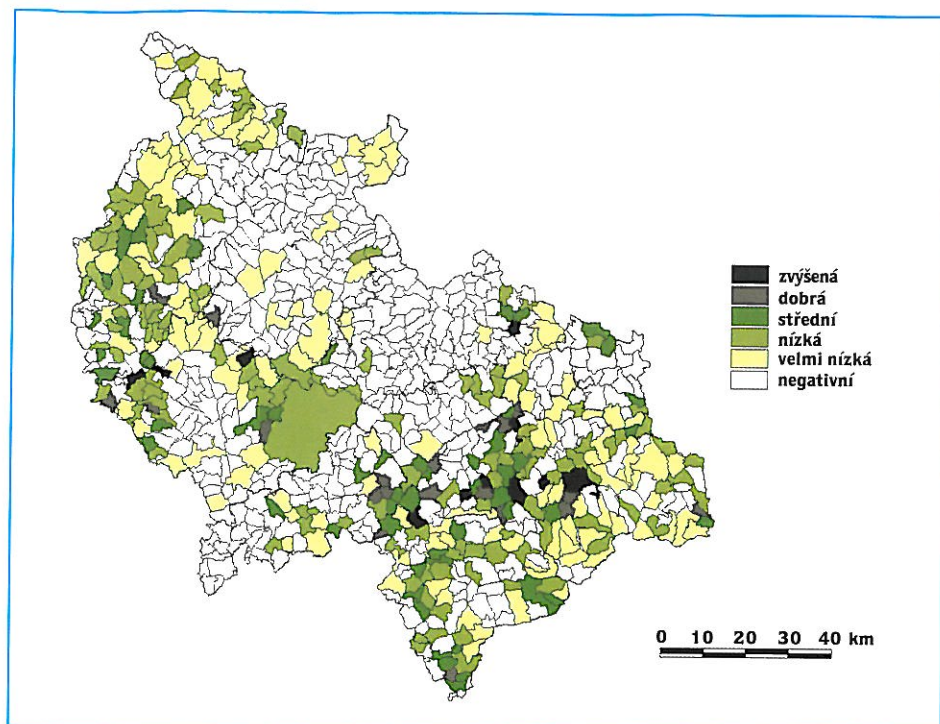 zvýšená
dobrá
střední
nízká
velmi nízká
negativní
0 10 20 30 40 km